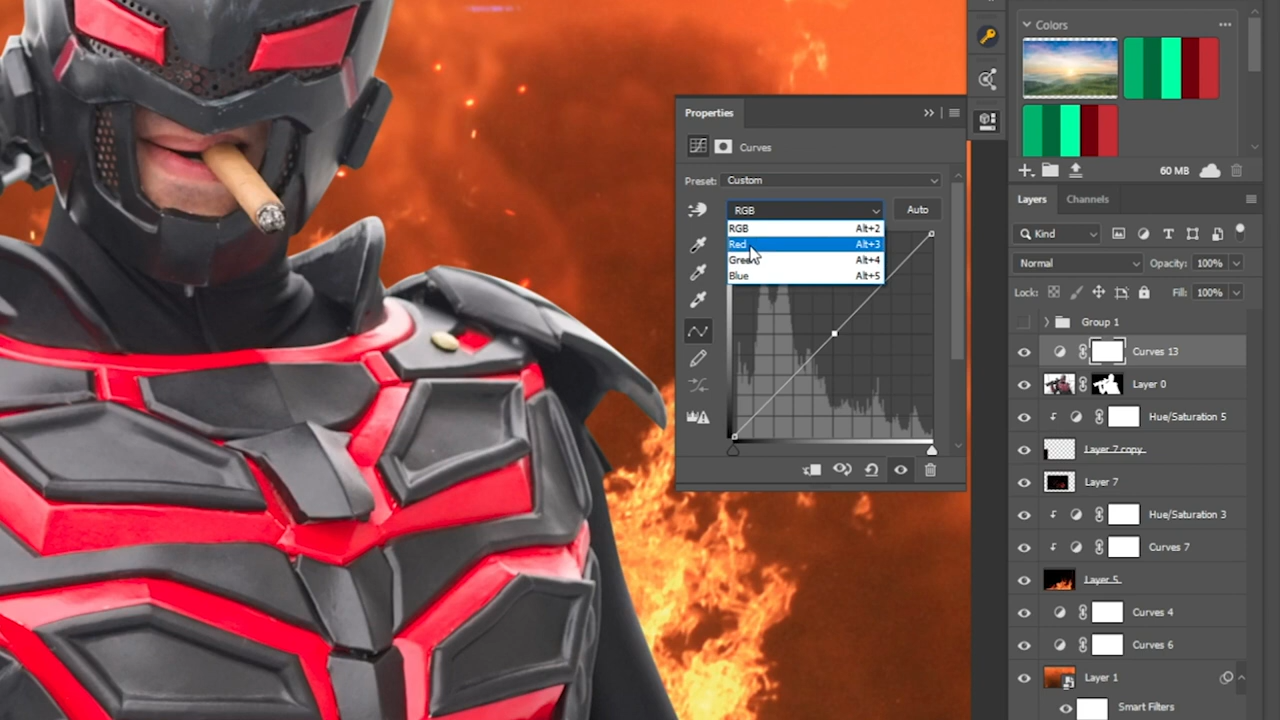 Colors
Properties
Curves
Preset: Custom
RGB Auto
RGB Alt+2
Red Alt+3
Green Alt+4
Blue Alt+5
60 MB
Layers Channels
Kind
Normal Opacity: 100%
Lock: Fill: 100%
Group 1
Curves 13
Layer 0
Hue/Saturation 5
Layer 7 copy
Layer 7
Hue/Saturation 3
Curves 7
Layer 5
Curves 4
Curves 6
Layer 1
Smart Filters